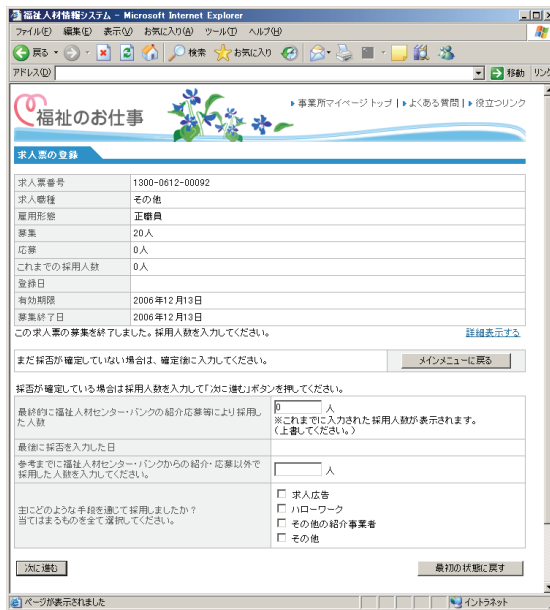 福祉人材情報システム - Microsoft Internet Explorer
ファイル(F) 編集(E) 表示(V) お気に入り(A) ツール(T) ヘルプ(H)
戻る 検索 お気に入り
アドレス(D) 移動 リンク
福祉のお仕事
事業所マイページトップ | よくある質問 | 役立つリンク
求人票の登録
求人票番号 1300-0612-00092
求人職種 その他
雇用形態 正職員
募集 20人
応募 0人
これまでの採用人数 0人
登録日
有効期限 2006年12月13日
募集終了日 2006年12月13日
この求人票の募集を終了しました。採用人数を入力してください。 詳細表示する
まだ採否が確定していない場合は、確定後に入力してください。 メインメニューに戻る
採否が確定している場合は採用人数を入力して「次に進む」ボタンを押してください。
最終的に福祉人材センター・バンクの紹介応募等により採用し
た人数
0 人
※これまでに入力された採用人数が表示されます。
(上書してください。)
最後に採否を入力した日
参考までに福祉人材センター・バンクからの紹介・応募以外で
採用した人数を入力してください。
人
主にどのような手段を通じて採用しましたか?
当てはまるものを全て選択してください。
求人広告
ハローワーク
その他の紹介事業者
その他
次に進む 最初の状態に戻す
ページが表示されました イントラネット